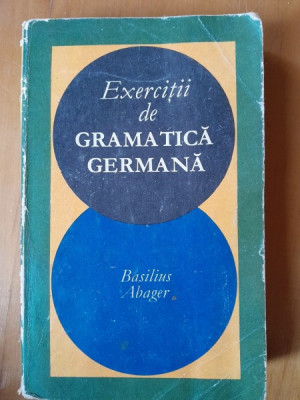 Exerciții
de
GRAMATICĂ
GERMANĂ
Basilius
Abager